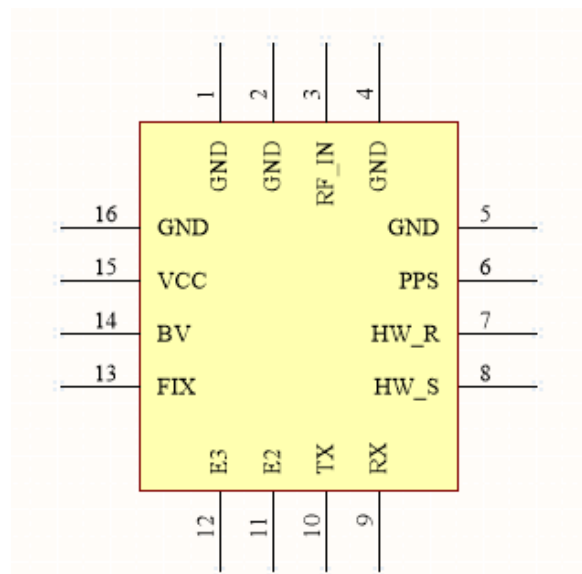 1 2 3 4
GND GND RF_IN GND
16 GND GND 5
15 VCC PPS 6
14 BV HW_R 7
13 FIX HW_S 8
E3 E2 TX RX
12 11 10 9